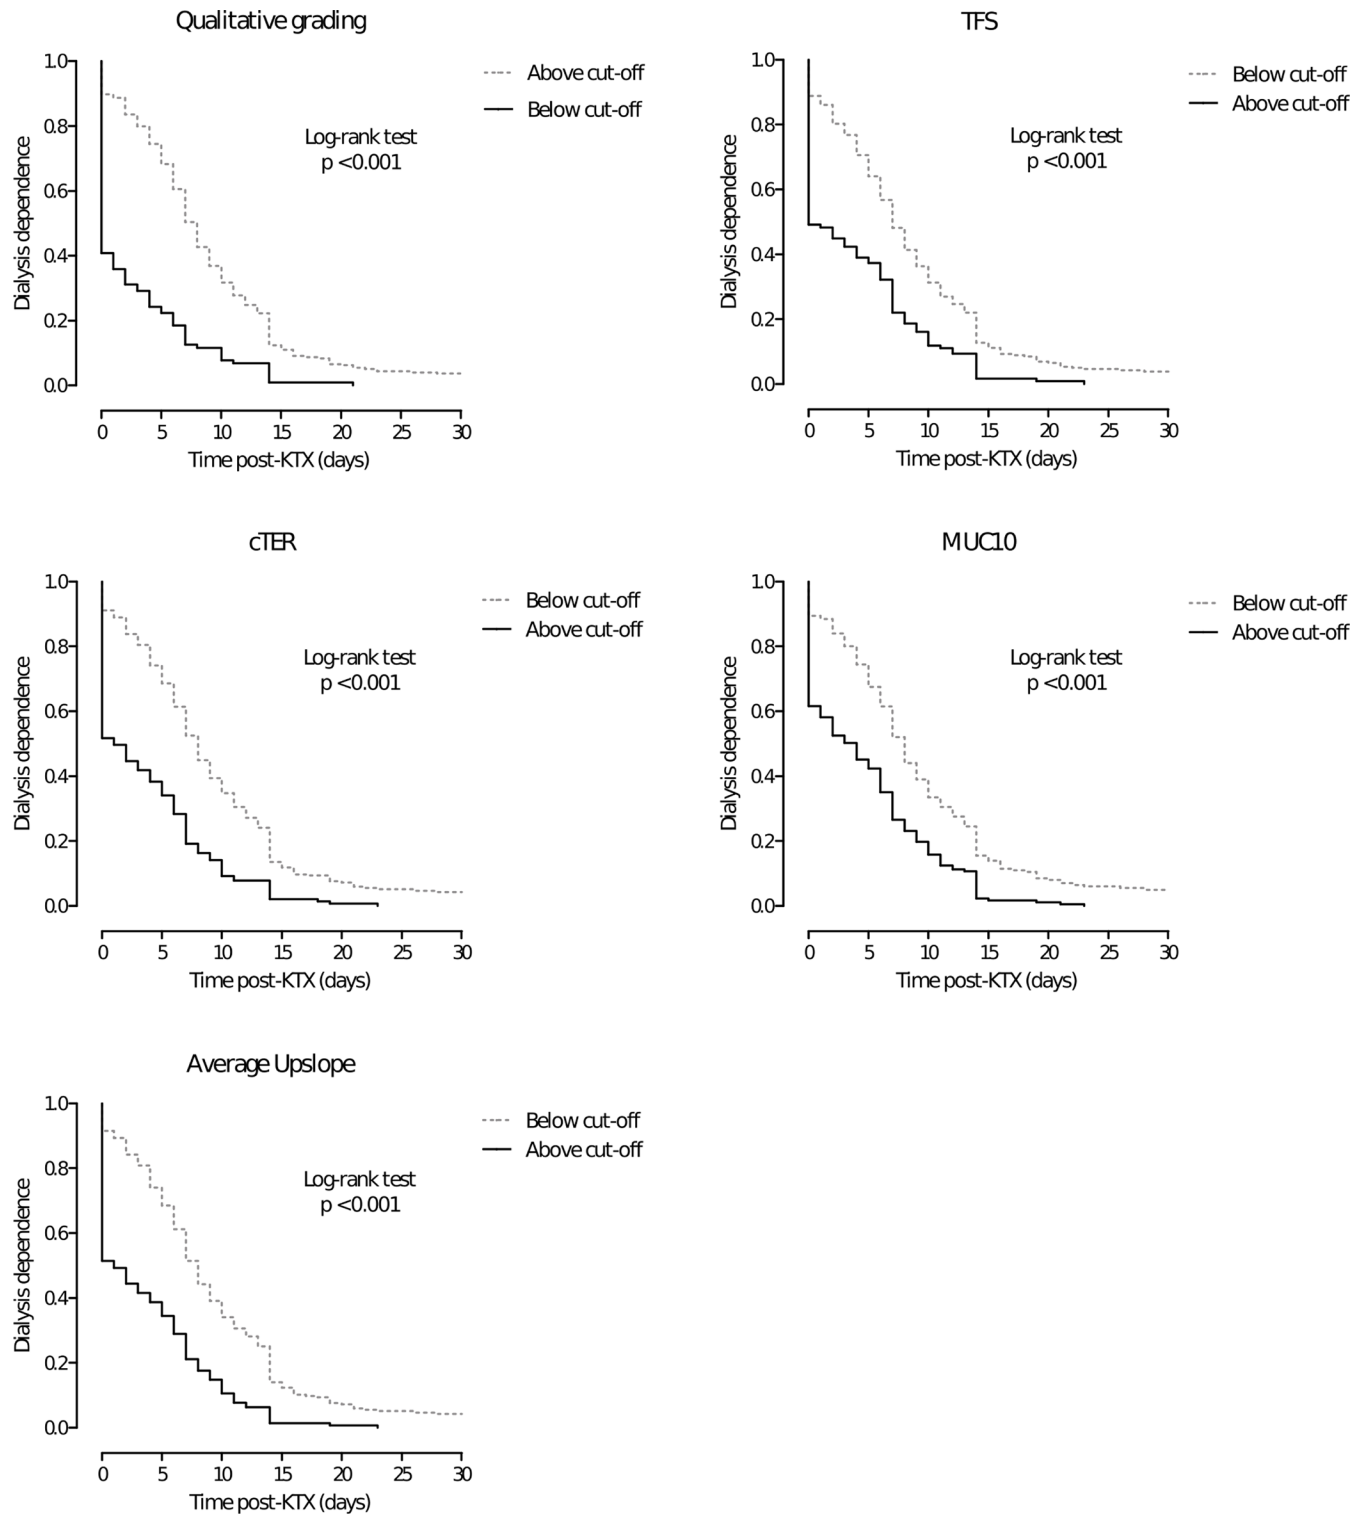 Qualitative grading
1.0
0.8
0.6
0.4
0.2
0.0
Dialysis dependence
0 5 10 15 20 25 30
Time post-KTX (days)
Above cut-off
Below cut-off
Log-rank test
p <0.001
TFS
1.0
0.8
0.6
0.4
0.2
0.0
Dialysis dependence
0 5 10 15 20 25 30
Time post-KTX (days)
Below cut-off
Above cut-off
Log-rank test
p <0.001
cTER
1.0
0.8
0.6
0.4
0.2
0.0
Dialysis dependence
0 5 10 15 20 25 30
Time post-KTX (days)
Below cut-off
Above cut-off
Log-rank test
p <0.001
MUC10
1.0
0.8
0.6
0.4
0.2
0.0
Dialysis dependence
0 5 10 15 20 25 30
Time post-KTX (days)
Below cut-off
Above cut-off
Log-rank test
p <0.001
Average Upslope
1.0
0.8
0.6
0.4
0.2
0.0
Dialysis dependence
0 5 10 15 20 25 30
Time post-KTX (days)
Below cut-off
Above cut-off
Log-rank test
p <0.001